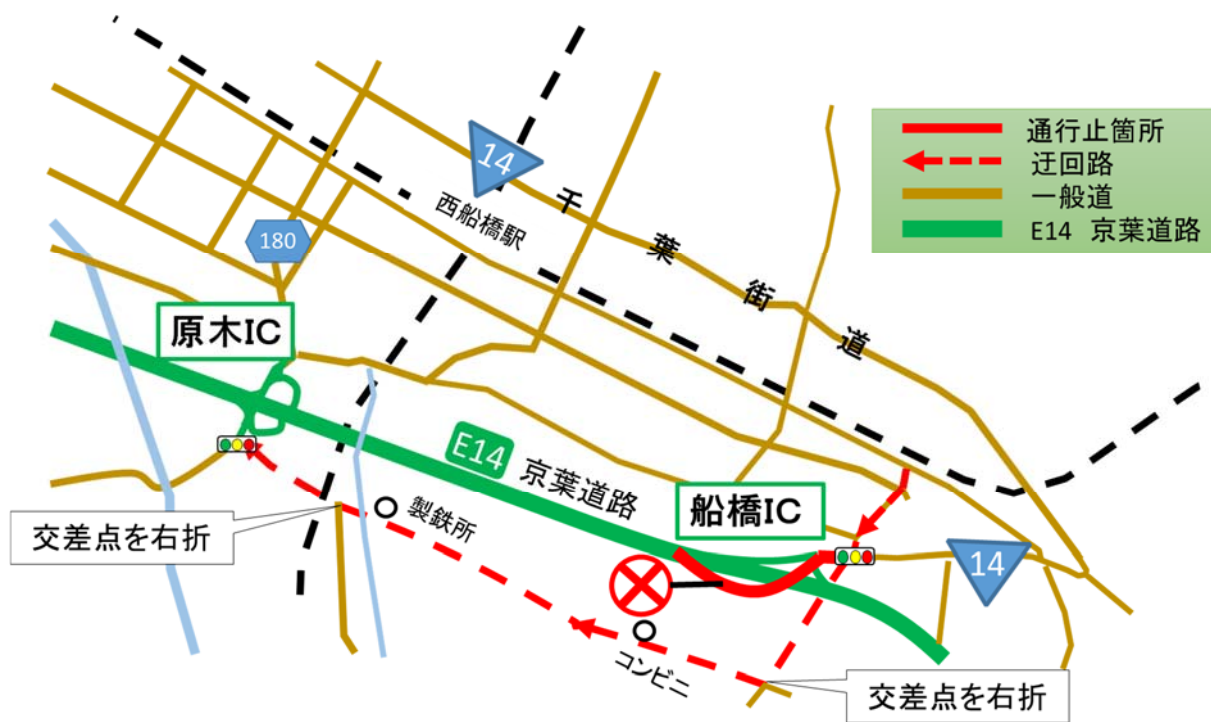 14
千葉街道
西船橋駅
180
通行止箇所
迂回路
一般道
E14 京葉道路
原木IC
E14
京葉道路
船橋IC
14
製鉄所
交差点を右折
コンビニ
交差点を右折